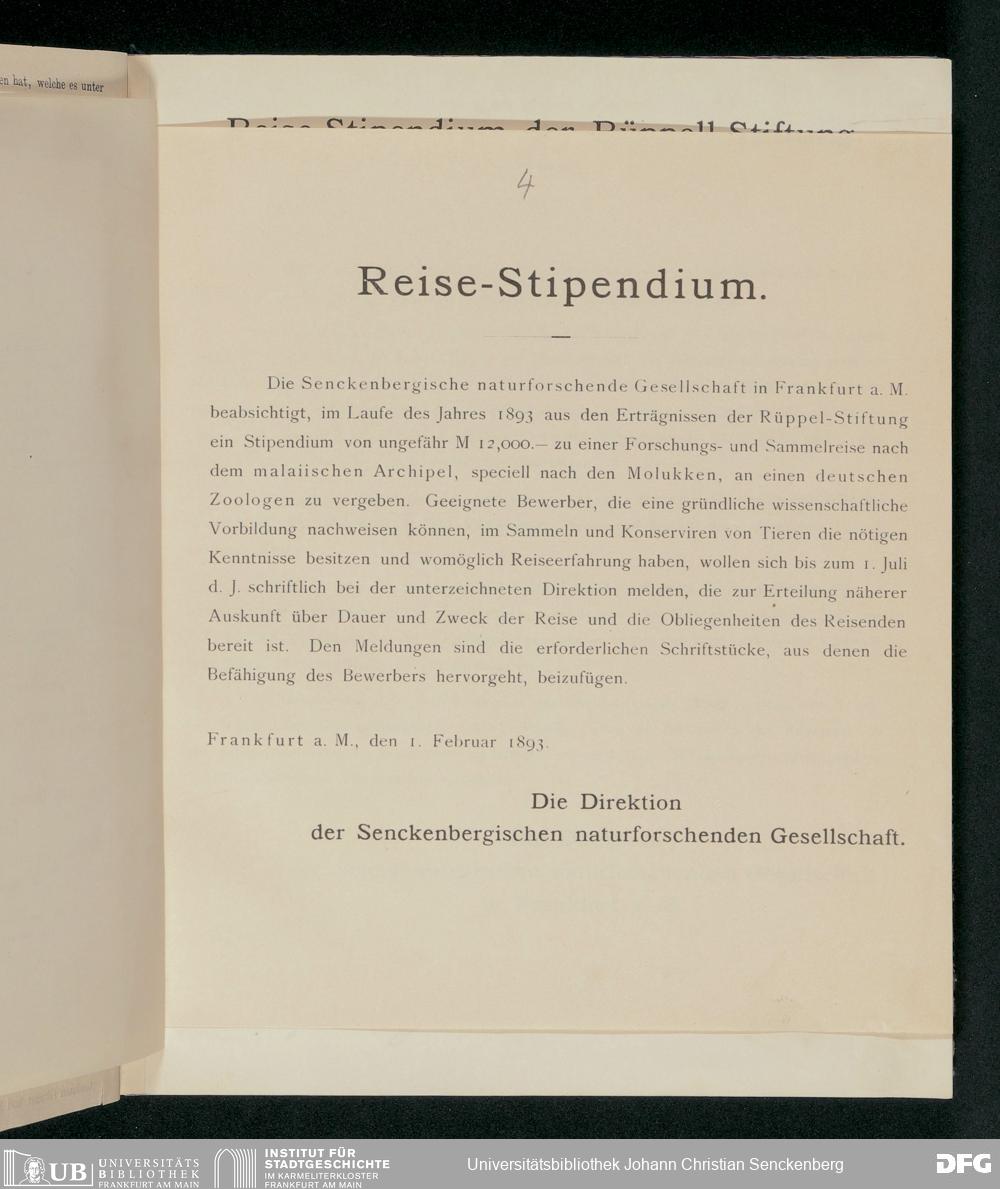 en hat, welche es unter
Reise-Stipendium der Rüppell-Stiftung
4
Reise-Stipendium.
Die Senckenbergische naturforschende Gesellschaft in Frankfurt a. M.
beabsichtigt, im Laufe des Jahres 1893 aus den Erträgnissen der Rüppel-Stiftung
ein Stipendium von ungefähr M 12,000.— zu einer Forschungs- und Sammelreise nach
dem malaiischen Archipel, speciell nach den Molukken, an einen deutschen
Zoologen zu vergeben. Geeignete Bewerber, die eine gründliche wissenschaftliche
Vorbildung nachweisen können, im Sammeln und Konserviren von Tieren die nötigen
Kenntnisse besitzen und womöglich Reiseerfahrung haben, wollen sich bis zum 1. Juli
d. J. schriftlich bei der unterzeichneten Direktion melden, die zur Erteilung näherer
Auskunft über Dauer und Zweck der Reise und die Obliegenheiten des Reisenden
bereit ist. Den Meldungen sind die erforderlichen Schriftstücke, aus denen die
Befähigung des Bewerbers hervorgeht, beizufügen.
Frankfurt a. M., den 1. Februar 1893.
Die Direktion
der Senckenbergischen naturforschenden Gesellschaft.
UB UNIVERSITÄTS
BIBLIOTHEK
FRANKFURT AM MAIN
INSTITUT FÜR
STADTGESCHICHTE
IM KARMELITERKLOSTER
FRANKFURT AM MAIN
Universitätsbibliothek Johann Christian Senckenberg
DFG